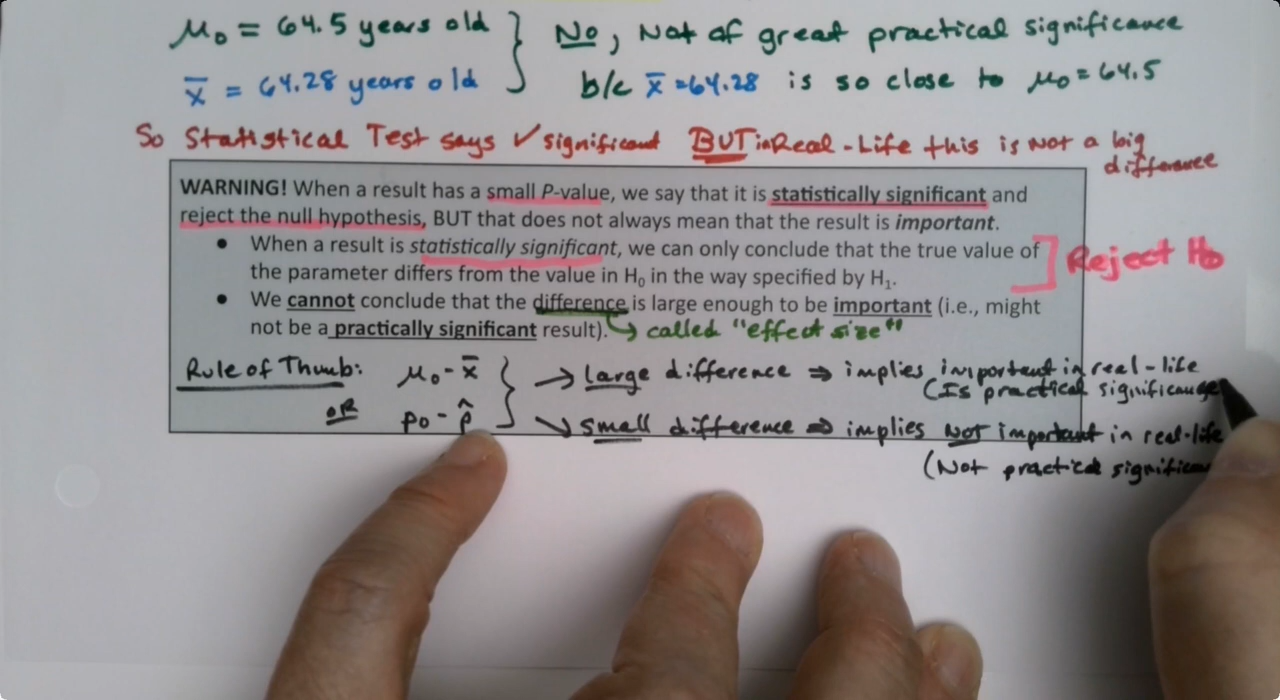 μ₀ = 64.5 years old } No, Not of great practical significance
x̄ = 64.28 years old b/c x̄ = 64.28 is so close to μ₀ = 64.5
So Statistical Test says ✓ significant BUT in Real-Life this is not a big
difference
WARNING! When a result has a small P-value, we say that it is statistically significant and
reject the null hypothesis, BUT that does not always mean that the result is important.
• When a result is statistically significant, we can only conclude that the true value of
the parameter differs from the value in H₀ in the way specified by H₁.
] Reject H₀
• We cannot conclude that the difference is large enough to be important (i.e., might
not be a practically significant result). ↳ called "effect size"
Rule of Thumb: μ₀ - x̄ } → large difference ⇒ implies important in real-life
(Is practical significance
OR p₀ - p̂ ↘ small difference ⇒ implies Not important in real-life
(Not practical